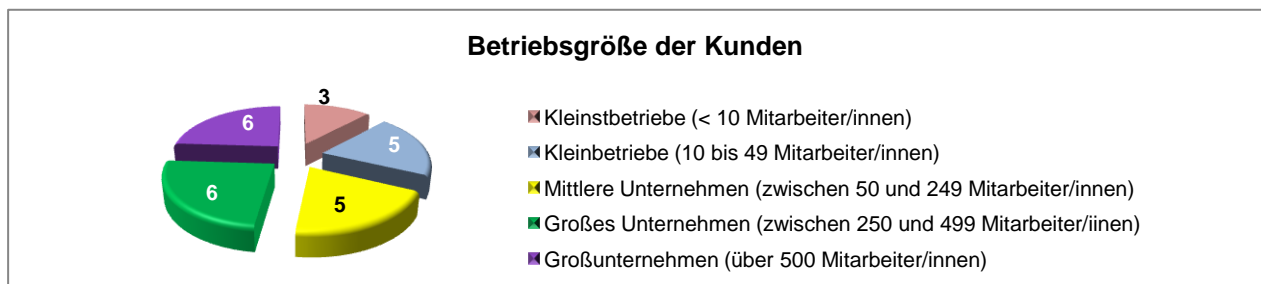 Betriebsgröße der Kunden
3
5
5
6
6
Kleinstbetriebe (< 10 Mitarbeiter/innen)
Kleinbetriebe (10 bis 49 Mitarbeiter/innen)
Mittlere Unternehmen (zwischen 50 und 249 Mitarbeiter/innen)
Großes Unternehmen (zwischen 250 und 499 Mitarbeiter/iinen)
Großunternehmen (über 500 Mitarbeiter/innen)